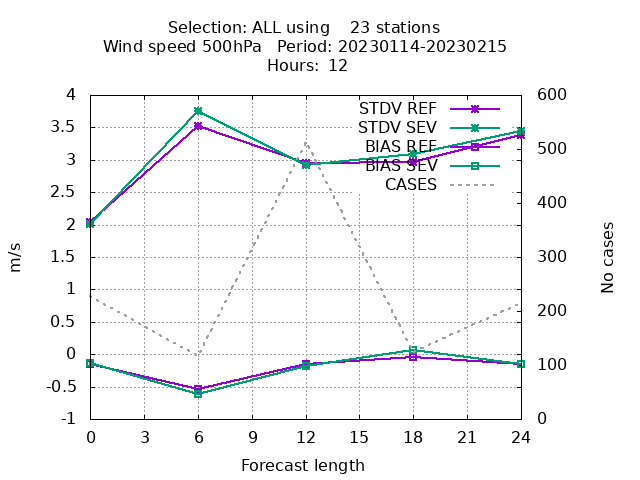 Selection: ALL using    23 stations
Wind speed 500hPa   Period: 20230114-20230215
Hours: 12
4
3.5
3
2.5
2
1.5
1
0.5
0
-0.5
-1
m/s
STDV REF
STDV SEV
BIAS REF
BIAS SEV
CASES
600
500
400
300
200
100
0
No cases
0 3 6 9 12 15 18 21 24
Forecast length